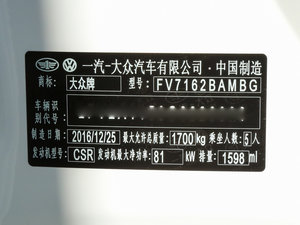 一汽-大众汽车有限公司·中国制造
商标: 大众牌 型号: FV7162BAMBG
车辆识别代号:
制造日期: 2016/12/25 最大允许总质量: 1700kg 乘坐人数: 5人
发动机型号: CSR 发动机最大净功率: 81 kW 排量: 1598 ml